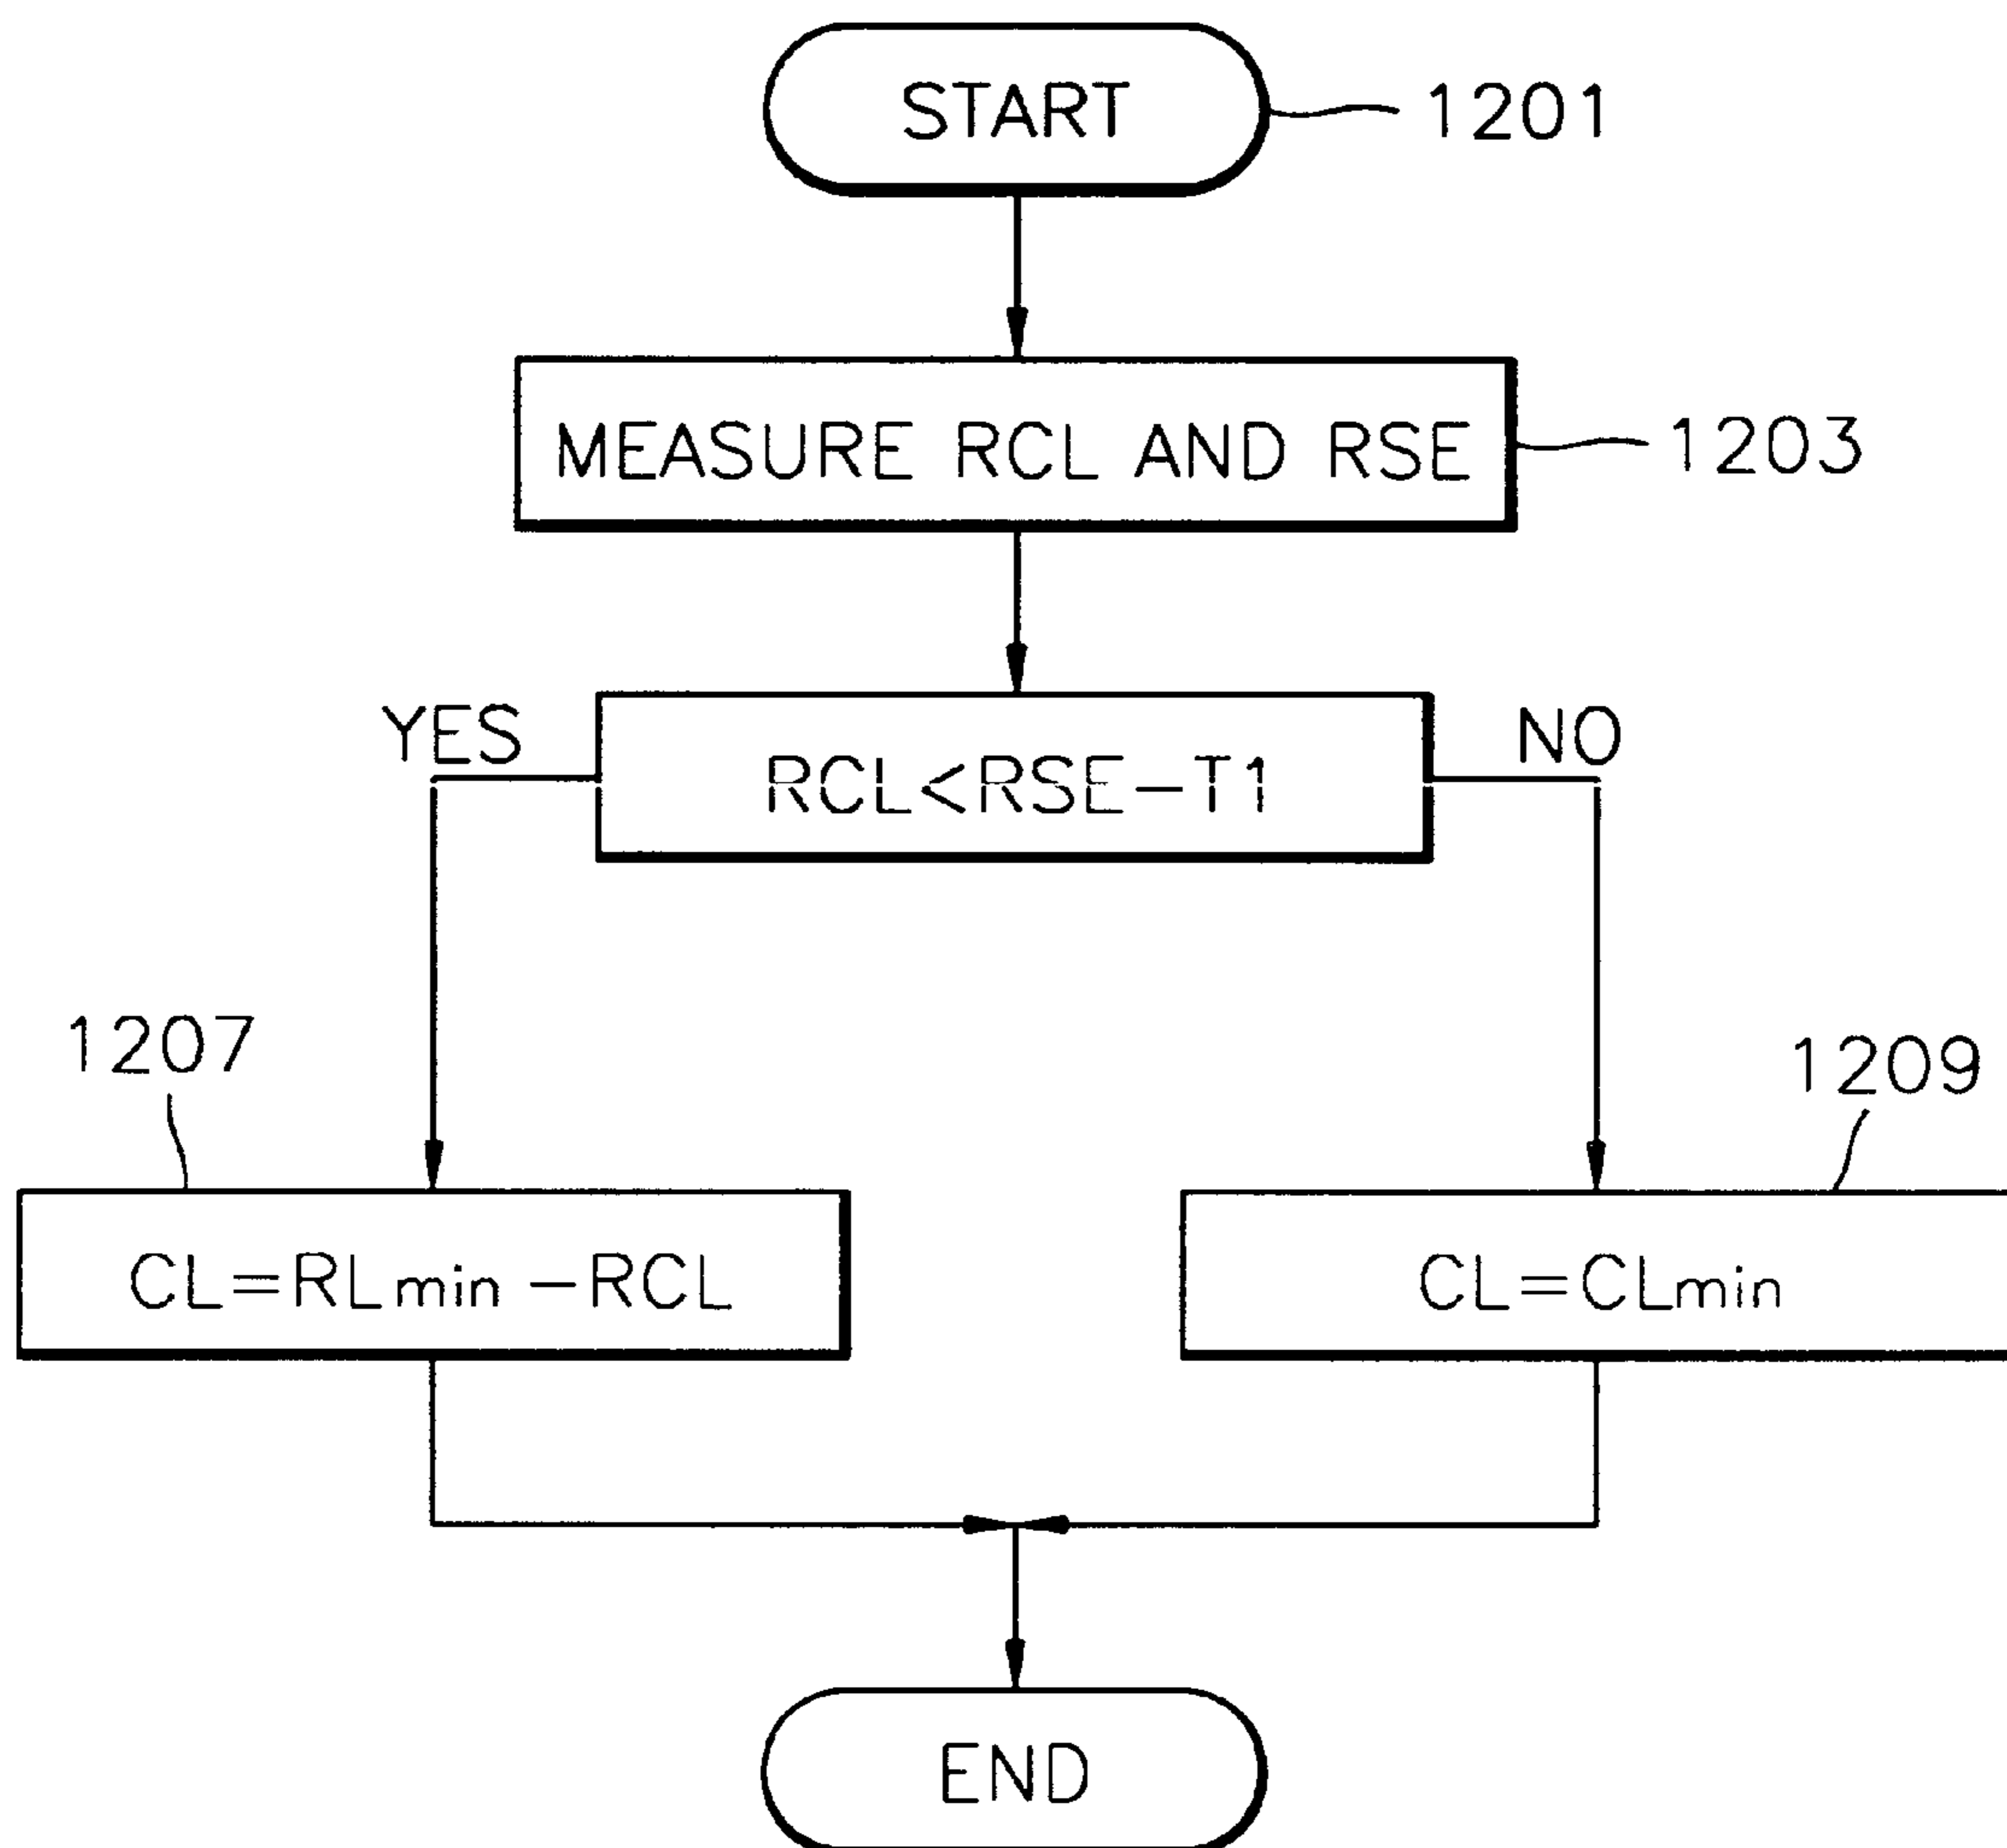 START
1201
MEASURE RCL AND RSE
1203
YES
NO
RCL<RSE-T1
1207
1209
CL=RLmin-RCL
CL=CLmin
END